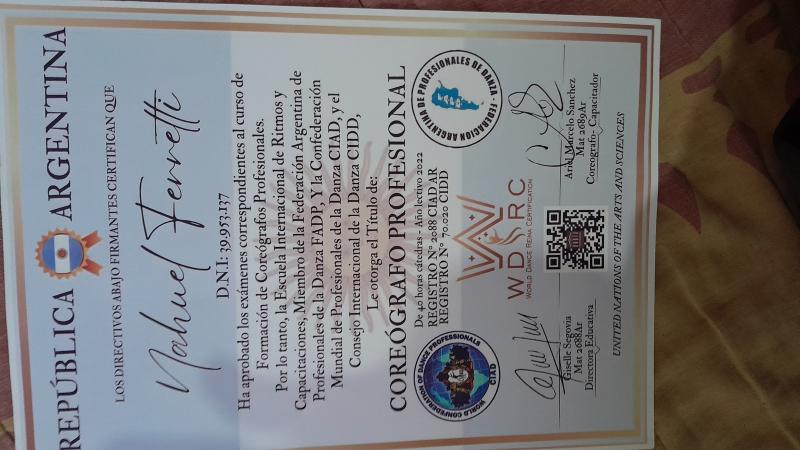 REPÚBLICA ARGENTINA
LOS DIRECTIVOS ABAJO FIRMANTES CERTIFICAN QUE
Nahuel Ferretti
D.N.I: 39.953.137
Ha aprobado los exámenes correspondientes al curso de
Formación de Coreógrafos Profesionales.
Por lo tanto, la Escuela Internacional de Ritmos y
Capacitaciones, Miembro de la Federación Argentina de
Profesionales de la Danza FADP, Y la Confederación
Mundial de Profesionales de la Danza CIAD, y el
Consejo Internacional de la Danza CIDD,
Le otorga el Título de:
COREÓGRAFO PROFESIONAL
De 40 horas cátedras - Año lectivo 2022
REGISTRO N° 2088 CIAD AR
REGISTRO N° 70.020 CIDD
WORLD CONFEDERATION OF DANCE PROFESSIONALS
CIAD
WDRC
WORLD DANCE RENAL CERTIFICATION
FEDERACION ARGENTINA DE PROFESIONALES DE DANZA
Giselle Segovia
Mat 2088Ar
Directora Educativa
Ariel Marcelo Sanchez
Mat 2089Ar
Coreografo- Capacitador
UNITED NATIONS OF THE ARTS AND SCIENCES